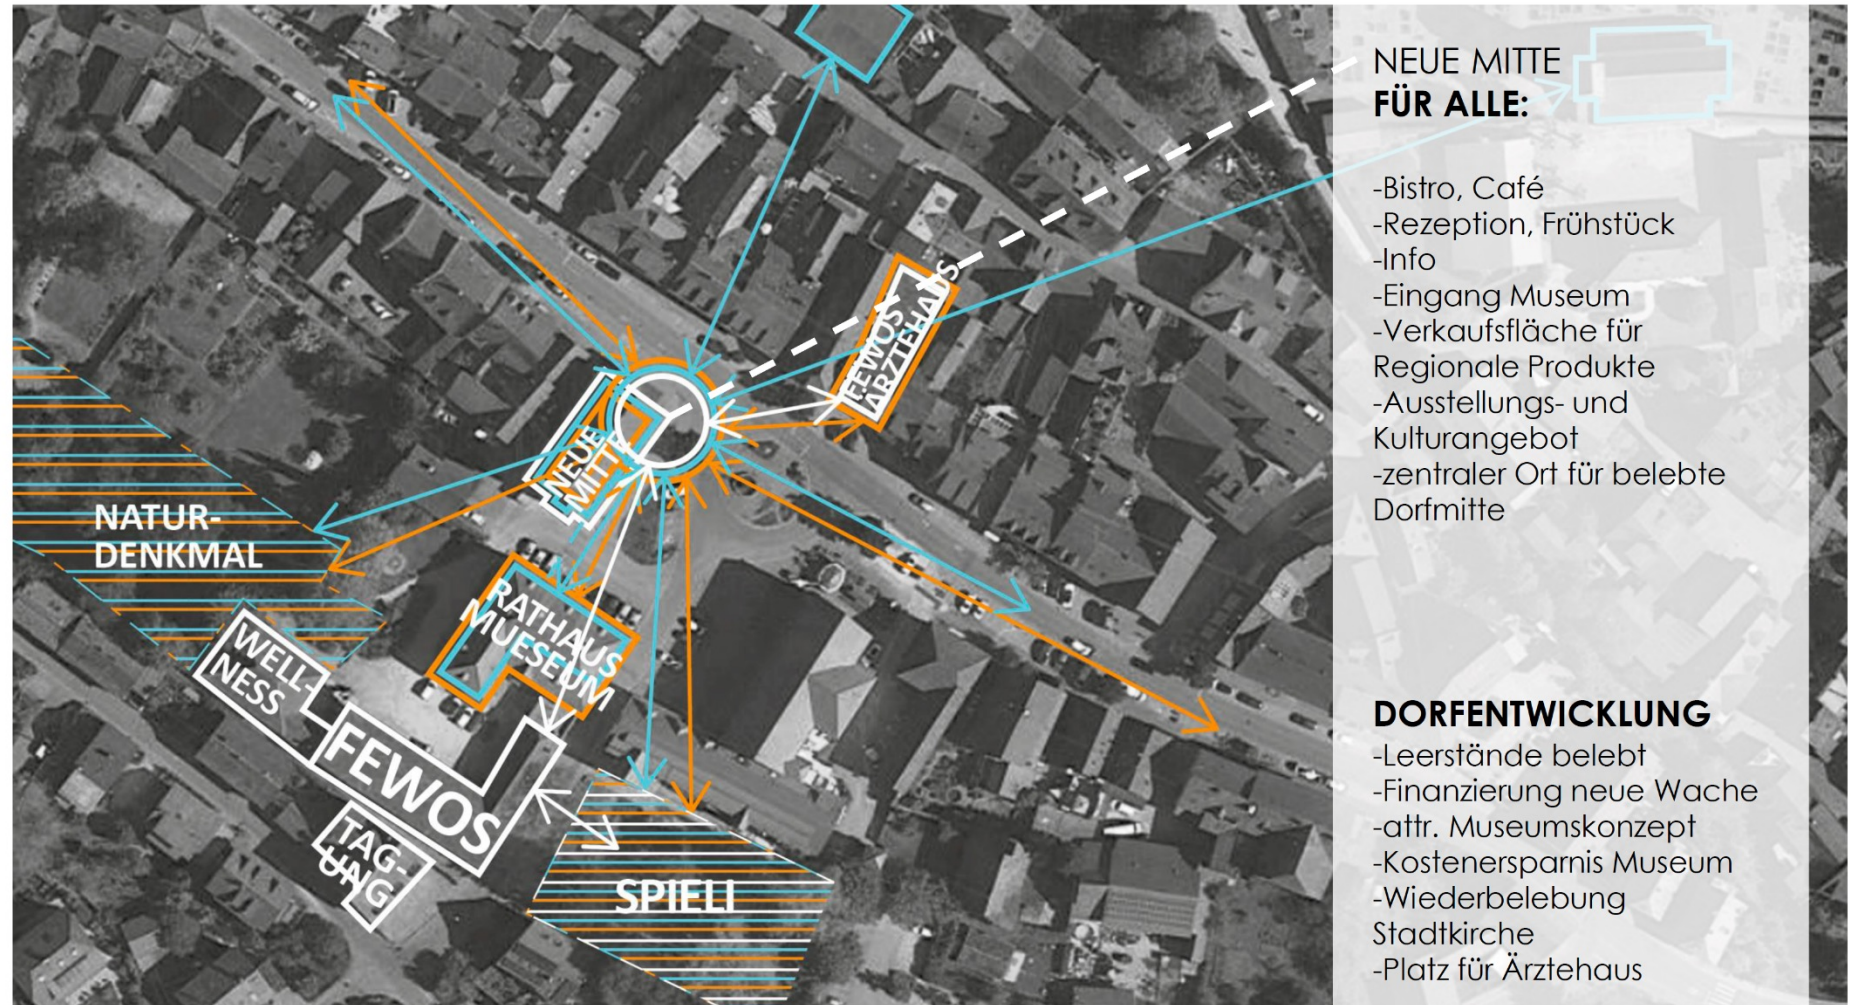 NEUE MITTE
FÜR ALLE:
-Bistro, Café
-Rezeption, Frühstück
-Info
-Eingang Museum
-Verkaufsfläche für
Regionale Produkte
-Ausstellungs- und
Kulturangebot
-zentraler Ort für belebte
Dorfmitte
DORFENTWICKLUNG
-Leerstände belebt
-Finanzierung neue Wache
-attr. Museumskonzept
-Kostenersparnis Museum
-Wiederbelebung
Stadtkirche
-Platz für Ärztehaus
FEWOS
ÄRZTEHAUS
NEUE
MITTE
NATUR-
DENKMAL
RATHAUS
MUESEUM
WELL-
NESS
FEWOS
TAG-
UNG
SPIELI